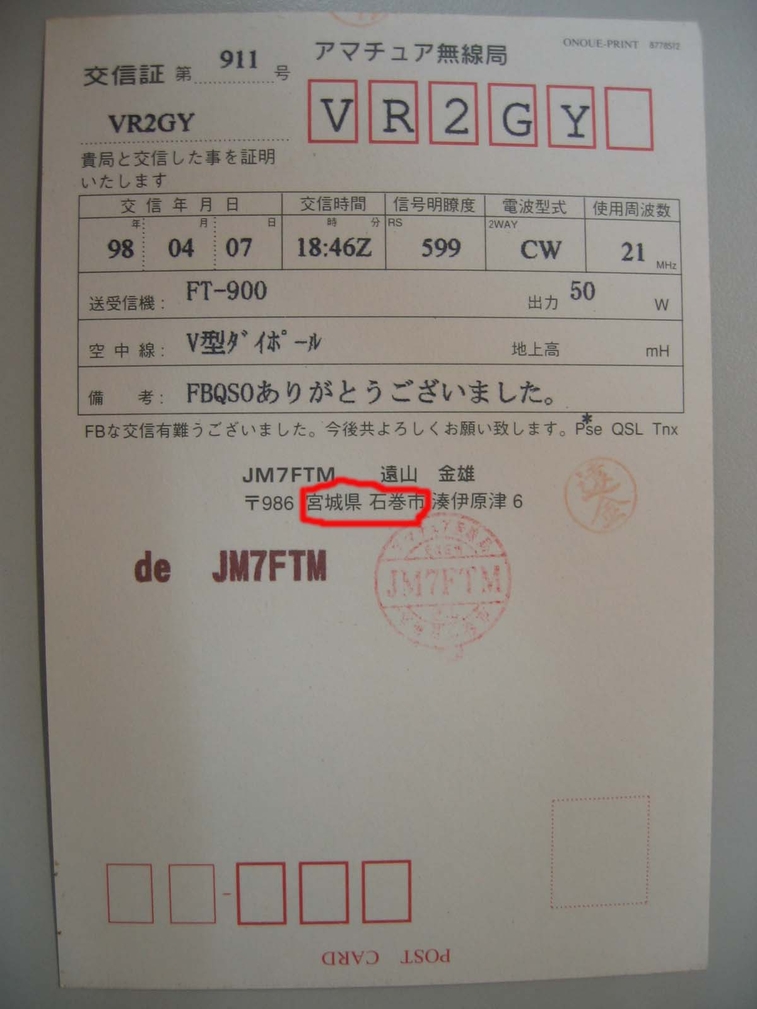 ONOUE-PRINT 8778512
交信証 第 911 号
アマチュア無線局
VR2GY
VR2GY
貴局と交信した事を証明
いたします
交信年月日 交信時間 信号明瞭度 電波型式 使用周波数
年 月 日 時 分 RS 2WAY
98 04 07 18:46Z 599 CW 21 MHz
送受信機: FT-900 出力 50 W
空中線: V型ダイポール 地上高 mH
備考: FBQSOありがとうございました。
*
FBな交信有難うございました。今後共よろしくお願い致します。Pse QSL Tnx
JM7FTM 遠山 金雄
〒986 宮城県 石巻市 湊伊原津 6
de JM7FTM
JM7FTM
POST CARD